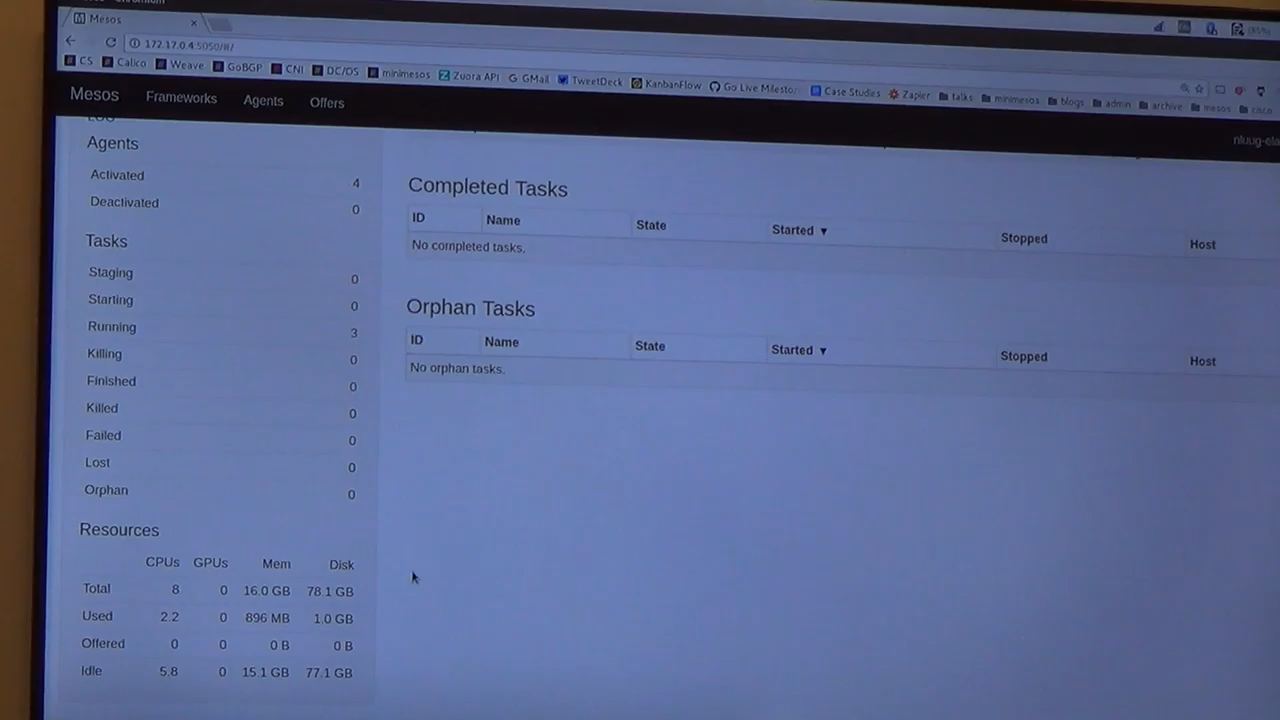 Mesos
172.17.0.4:5050/#/
CS Calico Weave GoBGP CNI DC/OS minimesos Zuora API GMail TweetDeck KanbanFlow Go Live Milesto Case Studies Zapier talks minimesos blogs admin archive mesos cisco
Mesos Frameworks Agents Offers
Agents
Activated 4
Deactivated 0
Tasks
Staging 0
Starting 0
Running 3
Killing 0
Finished 0
Killed 0
Failed 0
Lost 0
Orphan 0
Resources
CPUs GPUs Mem Disk
Total 8 0 16.0 GB 78.1 GB
Used 2.2 0 896 MB 1.0 GB
Offered 0 0 0 B 0 B
Idle 5.8 0 15.1 GB 77.1 GB
Completed Tasks
ID Name State Started ▼ Stopped Host
No completed tasks.
Orphan Tasks
ID Name State Started ▼ Stopped Host
No orphan tasks.